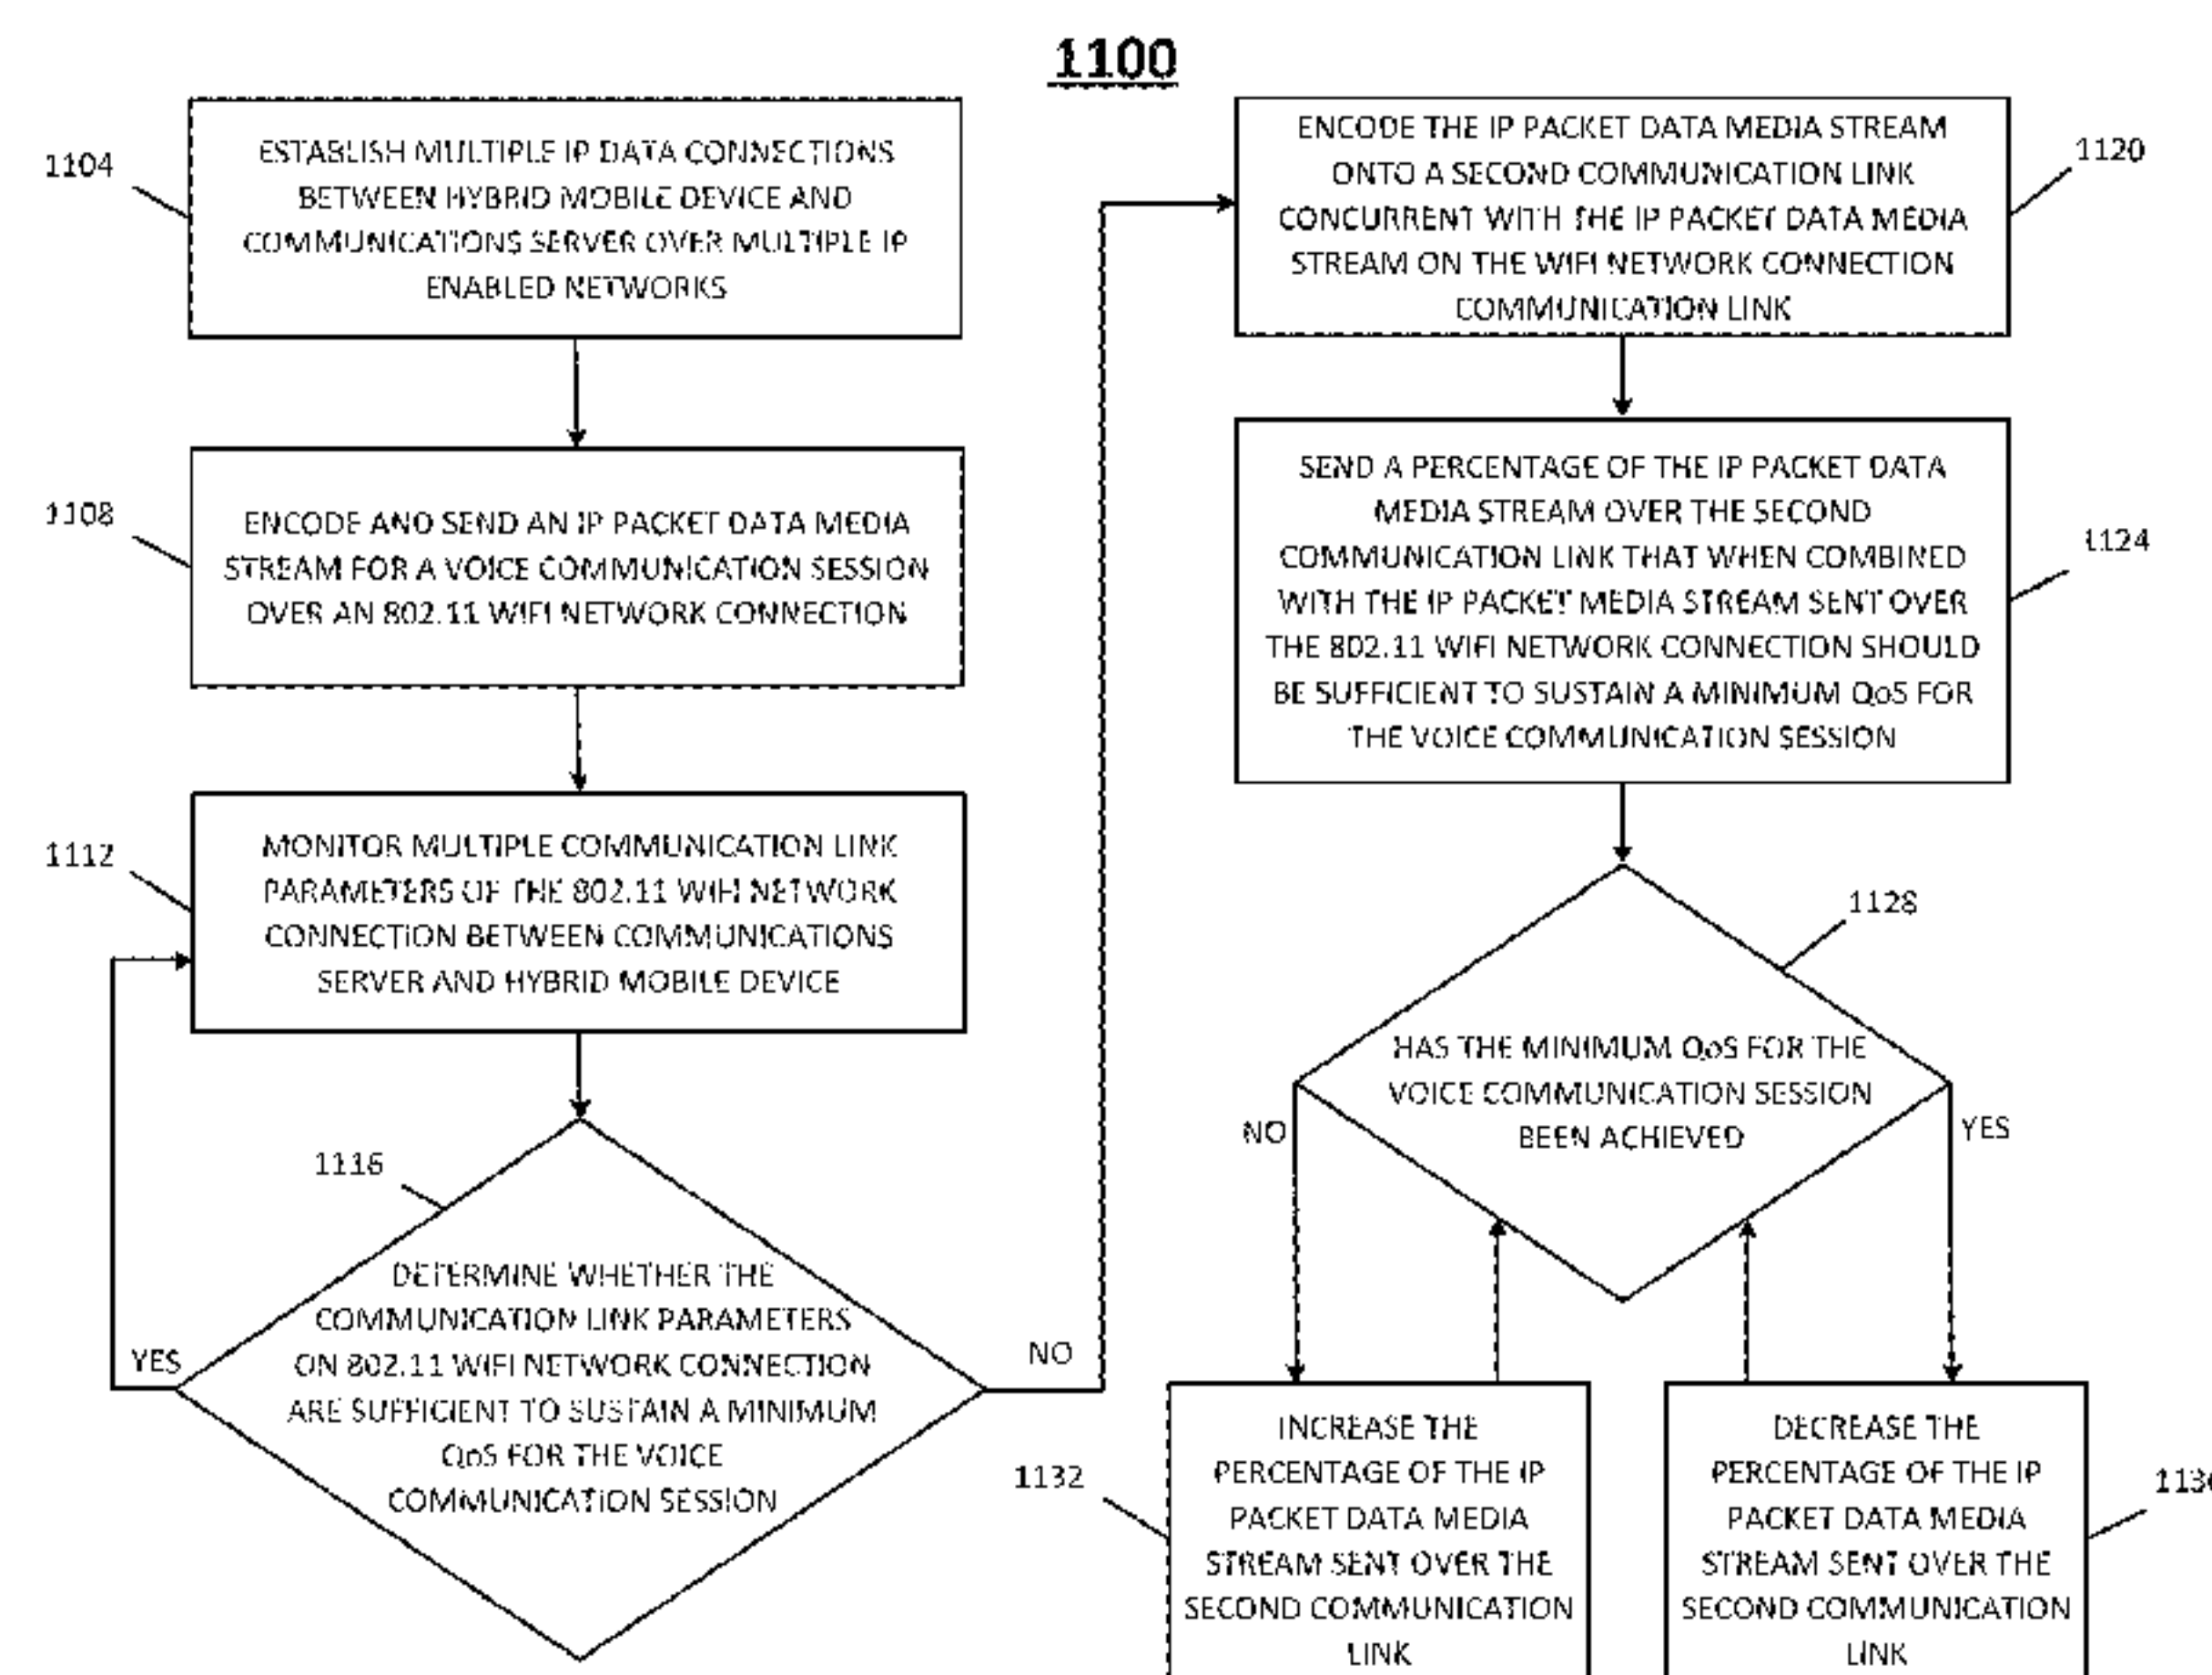 1100
1104
ESTABLISH MULTIPLE IP DATA CONNECTIONS
BETWEEN HYBRID MOBILE DEVICE AND
COMMUNICATIONS SERVER OVER MULTIPLE IP
ENABLED NETWORKS
1108
ENCODE AND SEND AN IP PACKET DATA MEDIA
STREAM FOR A VOICE COMMUNICATION SESSION
OVER AN 802.11 WIFI NETWORK CONNECTION
1112
MONITOR MULTIPLE COMMUNICATION LINK
PARAMETERS OF THE 802.11 WIFI NETWORK
CONNECTION BETWEEN COMMUNICATIONS
SERVER AND HYBRID MOBILE DEVICE
1116
DETERMINE WHETHER THE
COMMUNICATION LINK PARAMETERS
ON 802.11 WIFI NETWORK CONNECTION
ARE SUFFICIENT TO SUSTAIN A MINIMUM
QoS FOR THE VOICE
COMMUNICATION SESSION
YES
NO
ENCODE THE IP PACKET DATA MEDIA STREAM
ONTO A SECOND COMMUNICATION LINK
CONCURRENT WITH THE IP PACKET DATA MEDIA
STREAM ON THE WIFI NETWORK CONNECTION
COMMUNICATION LINK
1120
SEND A PERCENTAGE OF THE IP PACKET DATA
MEDIA STREAM OVER THE SECOND
COMMUNICATION LINK THAT WHEN COMBINED
WITH THE IP PACKET MEDIA STREAM SENT OVER
THE 802.11 WIFI NETWORK CONNECTION SHOULD
BE SUFFICIENT TO SUSTAIN A MINIMUM QoS FOR
THE VOICE COMMUNICATION SESSION
1124
1128
HAS THE MINIMUM QoS FOR THE
VOICE COMMUNICATION SESSION
BEEN ACHIEVED
NO
YES
1132
INCREASE THE
PERCENTAGE OF THE IP
PACKET DATA MEDIA
STREAM SENT OVER THE
SECOND COMMUNICATION
LINK
DECREASE THE
PERCENTAGE OF THE IP
PACKET DATA MEDIA
STREAM SENT OVER THE
SECOND COMMUNICATION
LINK